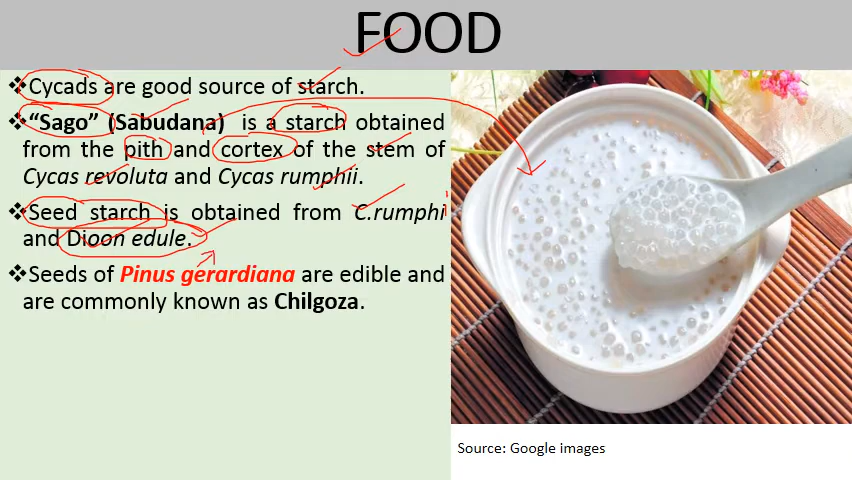 FOOD
❖Cycads are good source of starch.
❖“Sago” (Sabudana) is a starch obtained
from the pith and cortex of the stem of
Cycas revoluta and Cycas rumphii.
❖Seed starch is obtained from C.rumphi
and Dioon edule.
❖Seeds of Pinus gerardiana are edible and
are commonly known as Chilgoza.
Source: Google images